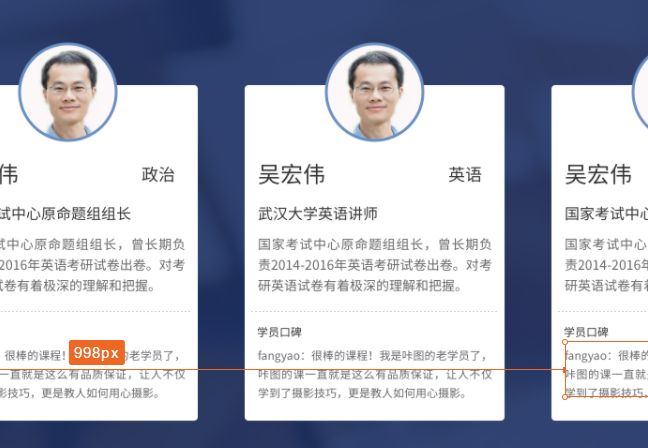 伟
政治
试中心原命题组组长
试中心原命题组组长，曾长期负
2016年英语考研试卷出卷。对考
试卷有着极深的理解和把握。
很棒的课程！
998px
的老学员了，
一直就是这么有品质保证，让人不仅
影技巧，更是教人如何用心摄影。
吴宏伟
英语
武汉大学英语讲师
国家考试中心原命题组组长，曾长期负
责2014-2016年英语考研试卷出卷。对考
研英语试卷有着极深的理解和把握。
学员口碑
fangyao：很棒的课程！我是咔图的老学员了，
咔图的课一直就是这么有品质保证，让人不仅
学到了摄影技巧，更是教人如何用心摄影。
吴宏伟
国家考试中心
国家考试中心
责2014-2016年
研英语试卷有
学员口碑
fangyao：很棒的
咔图的课一直就
学到了摄影技巧，